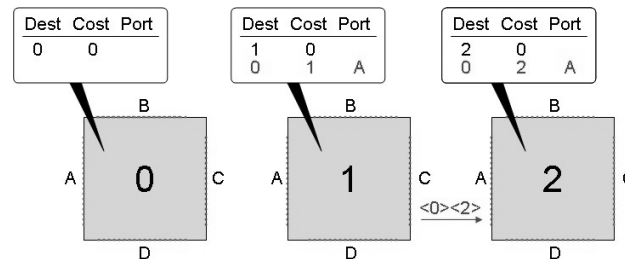 Dest Cost Port
0 0
Dest Cost Port
1 0
0 1 A
Dest Cost Port
2 0
0 2 A
B
B
B
A 0 C
A 1 C
<0><2>
A 2
D
D
D